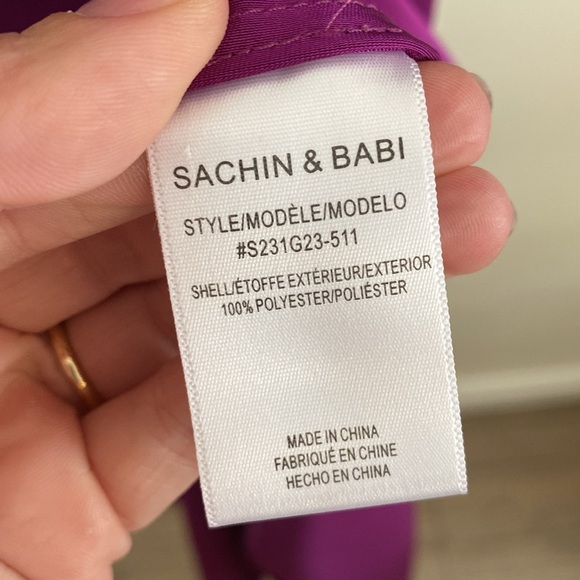 SACHIN & BABI
STYLE/MODÈLE/MODELO
#S231G23-511
SHELL/ÉTOFFE EXTÉRIEUR/EXTERIOR
100% POLYESTER/POLIÉSTER
MADE IN CHINA
FABRIQUÉ EN CHINE
HECHO EN CHINA